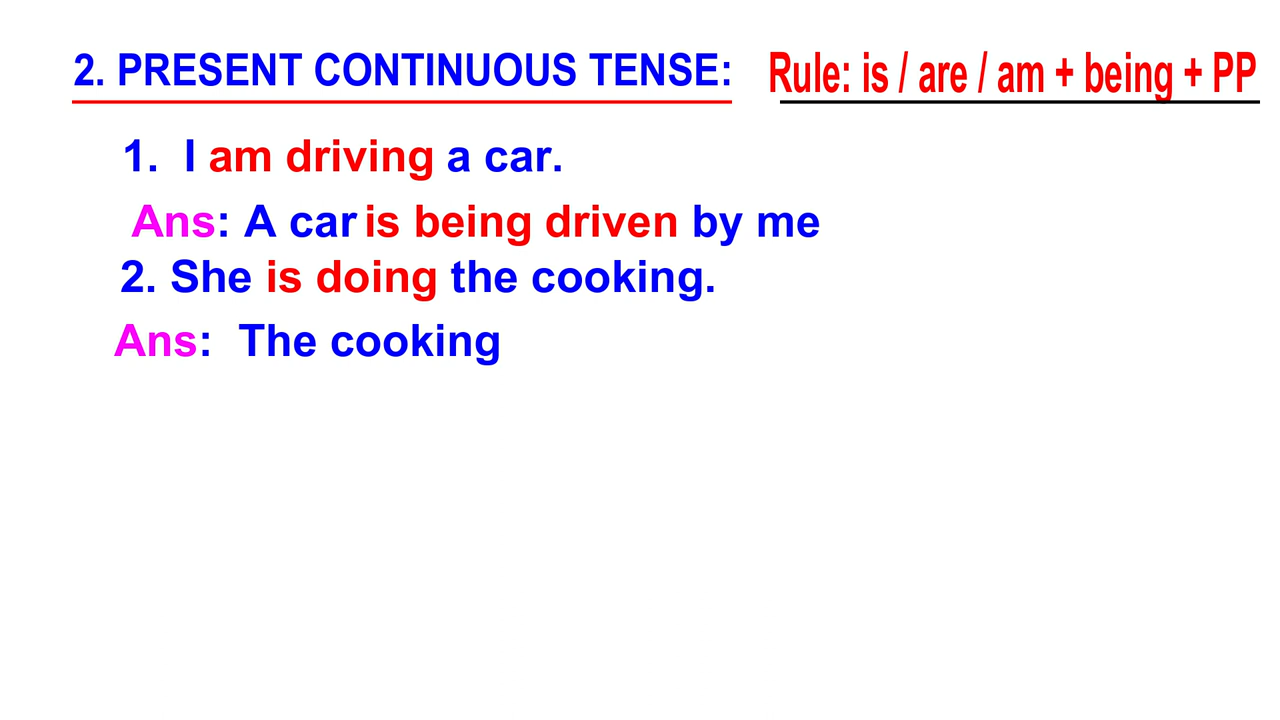 2. PRESENT CONTINUOUS TENSE: Rule: is / are / am + being + PP
1. I am driving a car.
Ans: A car is being driven by me
2. She is doing the cooking.
Ans: The cooking